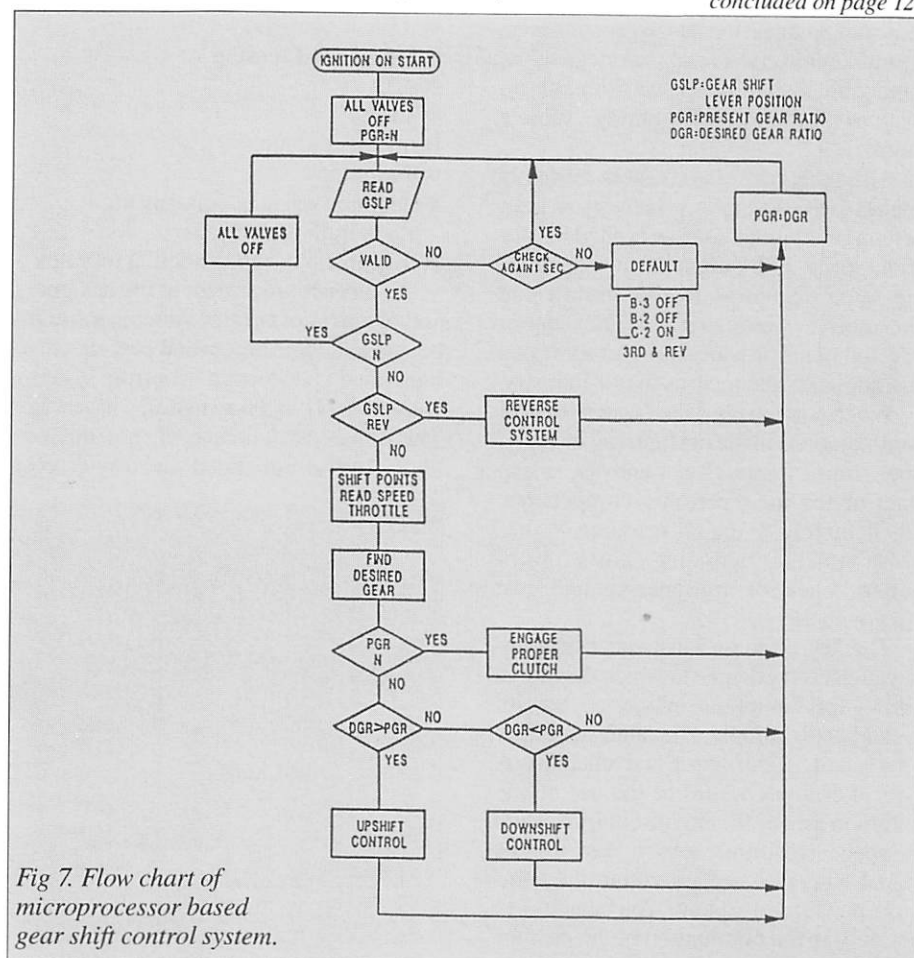 concluded on page 12
IGNITION ON START
ALL VALVES
OFF
PGR=N
GSLP=GEAR SHIFT
LEVER POSITION
PGR=PRESENT GEAR RATIO
DGR=DESIRED GEAR RATIO
READ
GSLP
ALL VALVES
OFF
PGR=DGR
VALID
NO
YES
CHECK
AGAIN1 SEC
NO
DEFAULT
B-3 OFF
B-2 OFF
C-2 ON
3RD & REV
YES
YES
GSLP
N
NO
GSLP
REV
YES
REVERSE
CONTROL
SYSTEM
NO
SHIFT POINTS
READ SPEED
THROTTLE
FIND
DESIRED
GEAR
PGR
N
YES
ENGAGE
PROPER
CLUTCH
NO
DGR>PGR
NO
DGR<PGR
NO
YES
YES
UPSHIFT
CONTROL
DOWNSHIFT
CONTROL
Fig 7. Flow chart of
microprocessor based
gear shift control system.